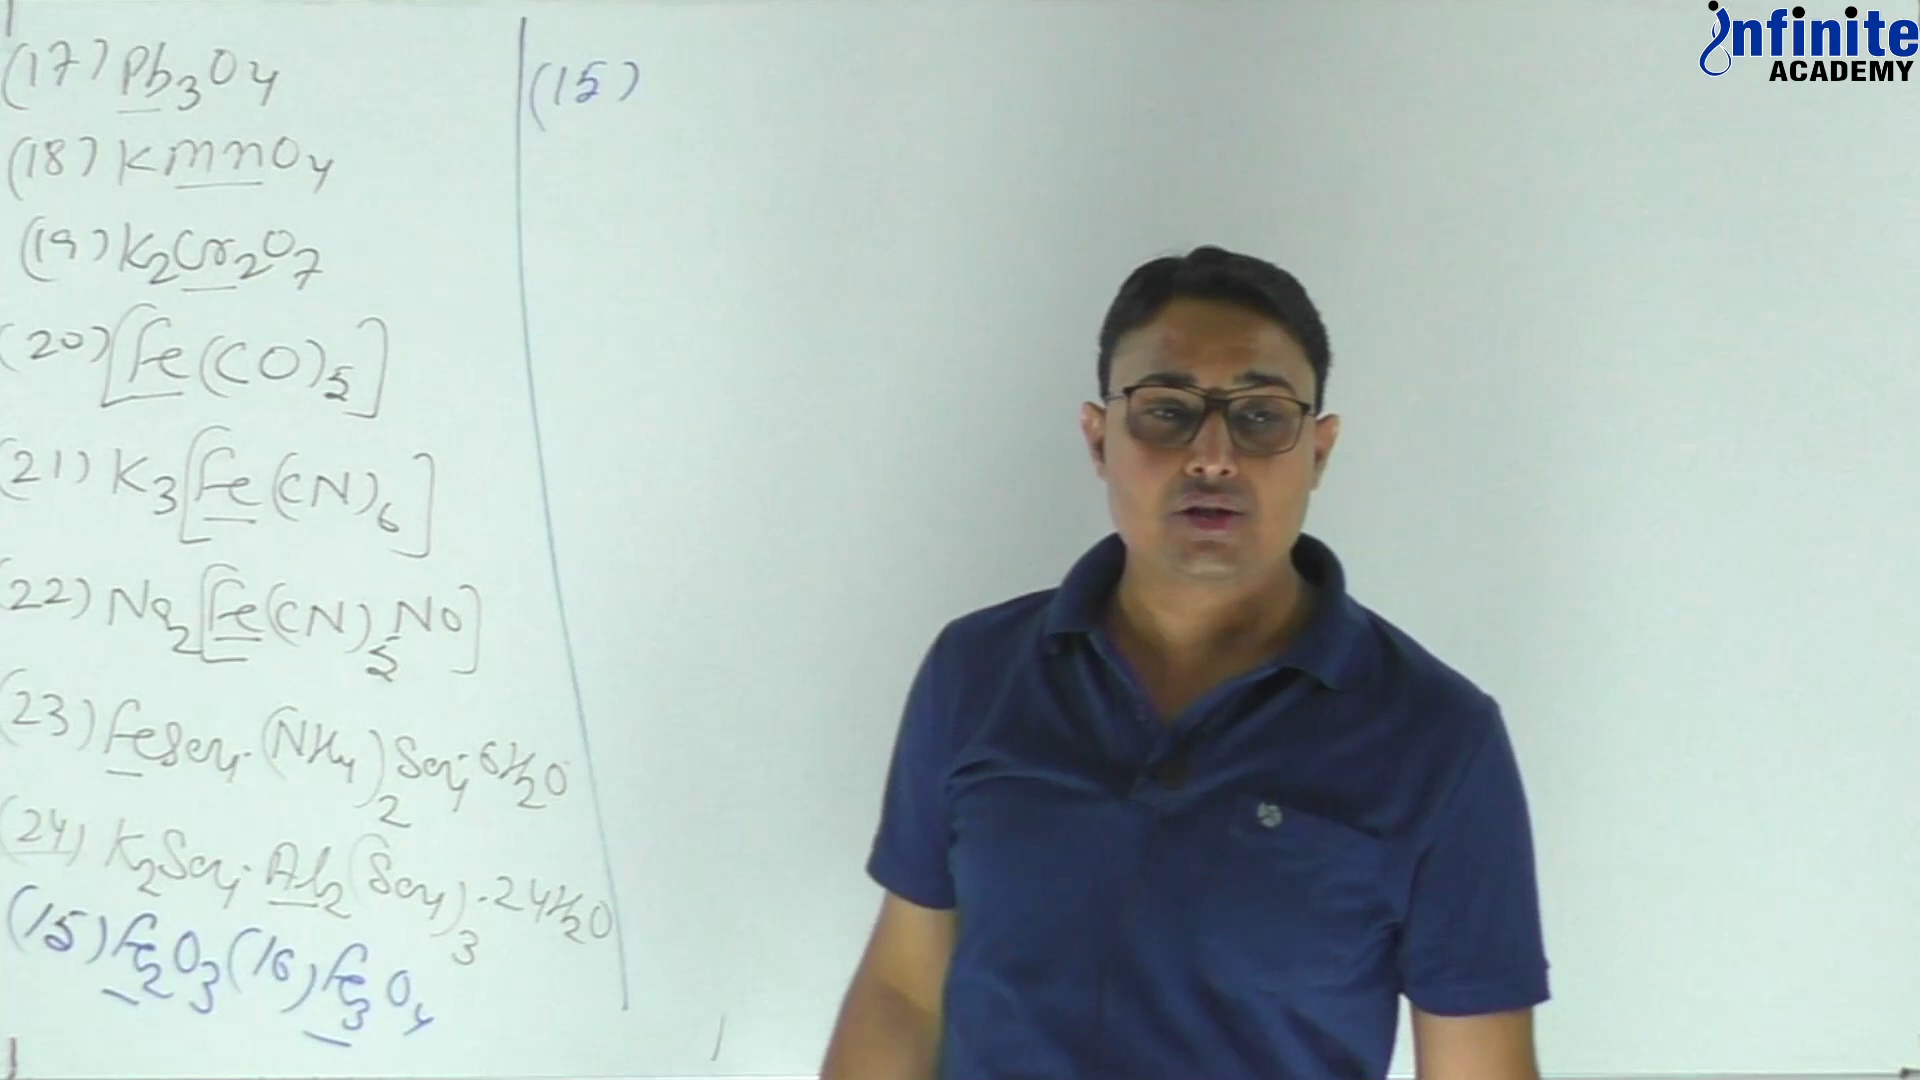 (17) Pb3O4
(18) KMnO4
(19) K2Cr2O7
(20) [Fe(CO)5]
(21) K3[Fe(CN)6]
(22) Na2[Fe(CN)5NO]
(23) FeSO4.(NH4)2SO4.6H2O
(24) K2SO4.Al2(SO4)3.24H2O
(15) Fe2O3 (16) Fe3O4
(15)
infinite
ACADEMY